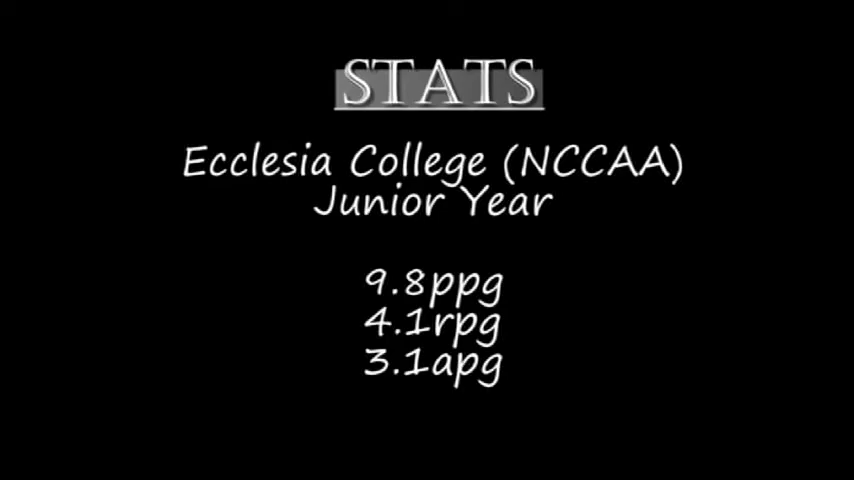 STATS
Ecclesia College (NCCAA)
Junior Year
9.8ppg
4.1rpg
3.1apg